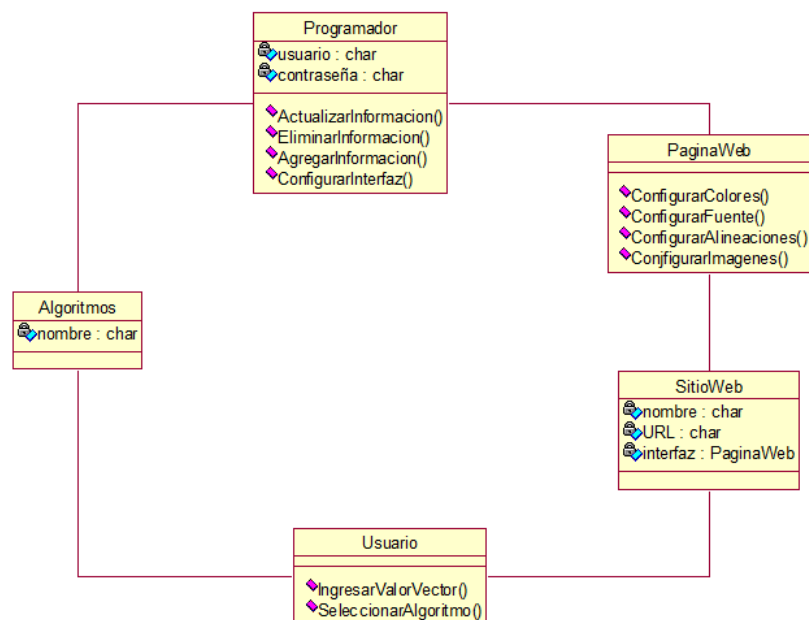 Programador
usuario : char
contraseña : char
ActualizarInformacion()
EliminarInformacion()
AgregarInformacion()
ConfigurarInterfaz()
PaginaWeb
ConfigurarColores()
ConfigurarFuente()
ConfigurarAlineaciones()
ConjfigurarImagenes()
Algoritmos
nombre : char
SitioWeb
nombre : char
URL : char
interfaz : PaginaWeb
Usuario
IngresarValorVector()
SeleccionarAlgoritmo()